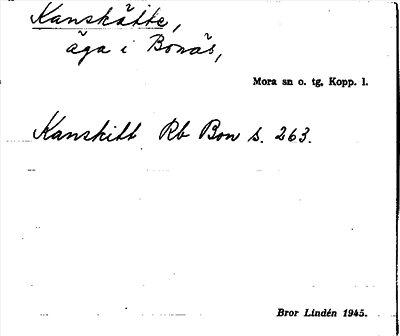 Kanskätte,
äga i Bonäs,
Mora sn o. tg, Kopp. l.
Kanskitt Rb Bon s. 263.
Bror Lindén 1945.